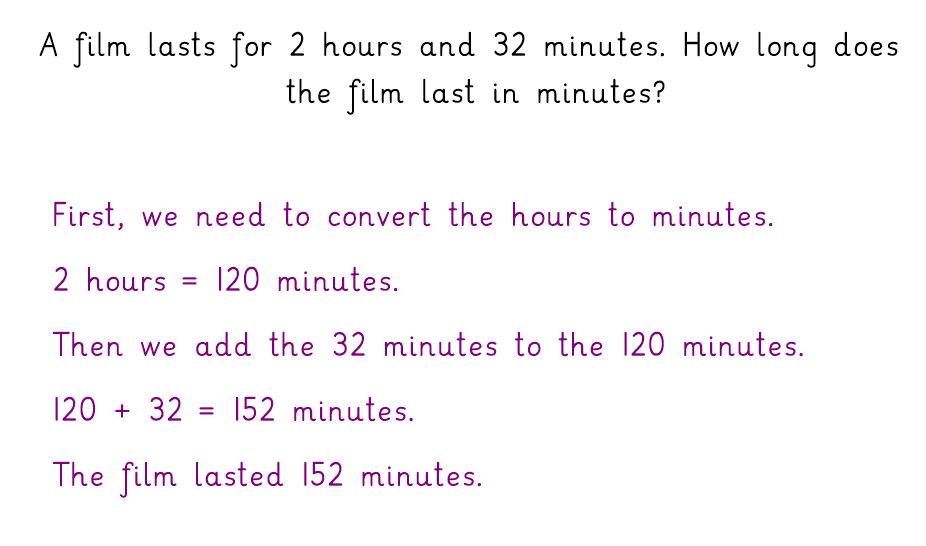 A film lasts for 2 hours and 32 minutes. How long does
the film last in minutes?
First, we need to convert the hours to minutes.
2 hours = 120 minutes.
Then we add the 32 minutes to the 120 minutes.
120 + 32 = 152 minutes.
The film lasted 152 minutes.